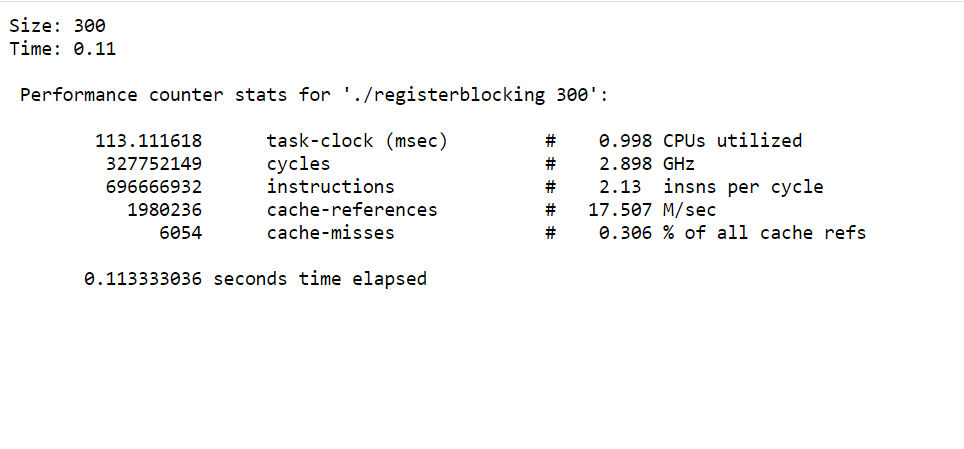 Size: 300
Time: 0.11
Performance counter stats for './registerblocking 300':
113.111618 task-clock (msec) # 0.998 CPUs utilized
327752149 cycles # 2.898 GHz
696666932 instructions # 2.13 insns per cycle
1980236 cache-references # 17.507 M/sec
6054 cache-misses # 0.306 % of all cache refs
0.113333036 seconds time elapsed